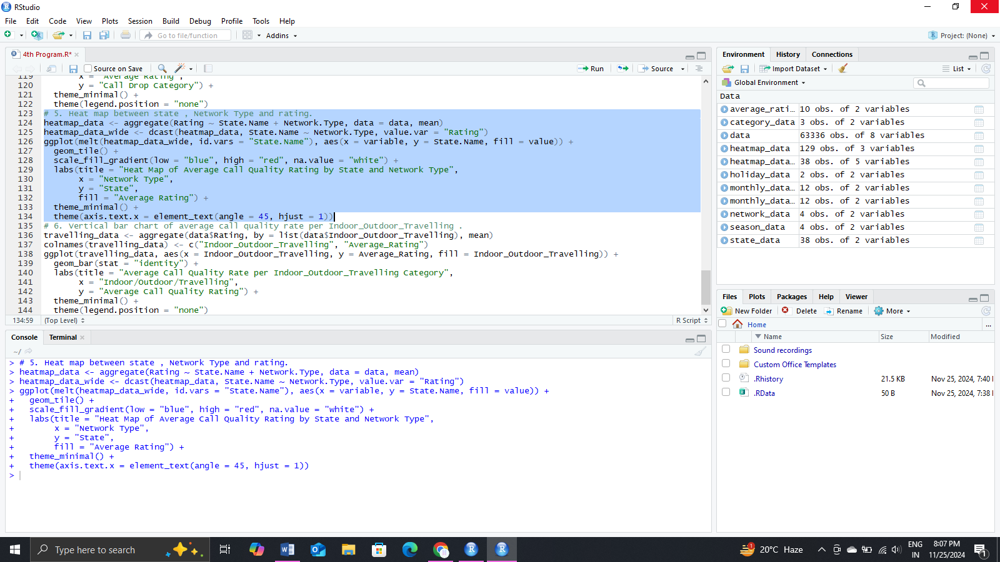 RStudio
File Edit Code View Plots Session Build Debug Profile Tools Help
Go to file/function Addins Project: (None)
4th Program.R*
Source on Save Run Source
119 x = "Average Rating",
120 y = "Call Drop Category") +
121 theme_minimal() +
122 theme(legend.position = "none")
123 # 5. Heat map between state , Network Type and rating.
124 heatmap_data <- aggregate(Rating ~ State.Name + Network.Type, data = data, mean)
125 heatmap_data_wide <- dcast(heatmap_data, State.Name ~ Network.Type, value.var = "Rating")
126 ggplot(melt(heatmap_data_wide, id.vars = "State.Name"), aes(x = variable, y = State.Name, fill = value)) +
127 geom_tile() +
128 scale_fill_gradient(low = "blue", high = "red", na.value = "white") +
129 labs(title = "Heat Map of Average Call Quality Rating by State and Network Type",
130 x = "Network Type",
131 y = "State",
132 fill = "Average Rating") +
133 theme_minimal() +
134 theme(axis.text.x = element_text(angle = 45, hjust = 1))
135 # 6. Vertical bar chart of average call quality rate per Indoor_Outdoor_Travelling .
136 travelling_data <- aggregate(data$Rating, by = list(data$Indoor_Outdoor_Travelling), mean)
137 colnames(travelling_data) <- c("Indoor_Outdoor_Travelling", "Average_Rating")
138 ggplot(travelling_data, aes(x = Indoor_Outdoor_Travelling, y = Average_Rating, fill = Indoor_Outdoor_Travelling)) +
139 geom_bar(stat = "identity") +
140 labs(title = "Average Call Quality Rate per Indoor_Outdoor_Travelling Category",
141 x = "Indoor/Outdoor/Travelling",
142 y = "Average Call Quality Rating") +
143 theme_minimal() +
144 theme(legend.position = "none")
134:59 (Top Level) R Script
Console Terminal
~/
> # 5. Heat map between state , Network Type and rating.
> heatmap_data <- aggregate(Rating ~ State.Name + Network.Type, data = data, mean)
> heatmap_data_wide <- dcast(heatmap_data, State.Name ~ Network.Type, value.var = "Rating")
> ggplot(melt(heatmap_data_wide, id.vars = "State.Name"), aes(x = variable, y = State.Name, fill = value)) +
+ geom_tile() +
+ scale_fill_gradient(low = "blue", high = "red", na.value = "white") +
+ labs(title = "Heat Map of Average Call Quality Rating by State and Network Type",
+ x = "Network Type",
+ y = "State",
+ fill = "Average Rating") +
+ theme_minimal() +
+ theme(axis.text.x = element_text(angle = 45, hjust = 1))
>
Environment History Connections
Import Dataset List
Global Environment
Data
average_rati… 10 obs. of 2 variables
category_data 3 obs. of 2 variables
data 63336 obs. of 8 variables
heatmap_data 129 obs. of 3 variables
heatmap_data… 38 obs. of 5 variables
holiday_data 2 obs. of 2 variables
monthly_data… 12 obs. of 2 variables
monthly_data… 12 obs. of 2 variables
network_data 4 obs. of 2 variables
season_data 4 obs. of 2 variables
state_data 38 obs. of 2 variables
Files Plots Packages Help Viewer
New Folder Delete Rename More
Home ...
Name Size Modified
Sound recordings
Custom Office Templates
.Rhistory 21.5 KB Nov 25, 2024, 7:40
.RData 50 B Nov 25, 2024, 7:38
Type here to search
1 20°C Haze ENG IN 8:07 PM 11/25/2024 1